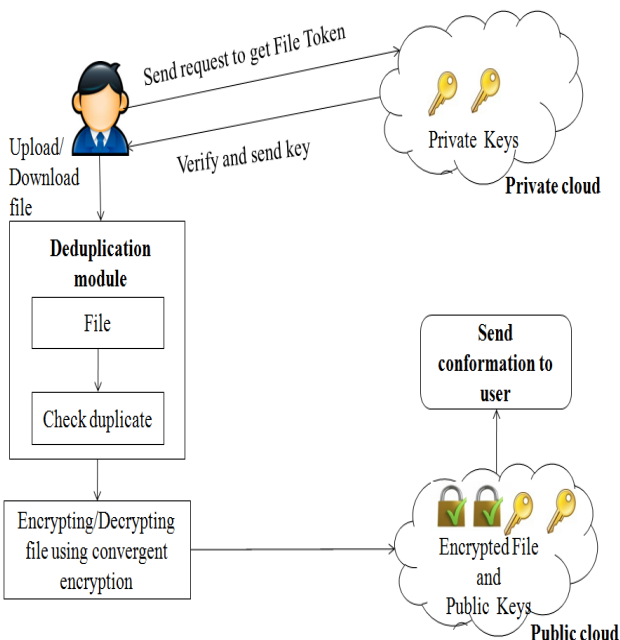 Send request to get File Token
Verify and send key
Private Keys
Private cloud
Upload/
Download
file
Deduplication
module
File
Check duplicate
Encrypting/Decrypting
file using convergent
encryption
Send
conformation to
user
Encrypted File
and
Public Keys
Public cloud